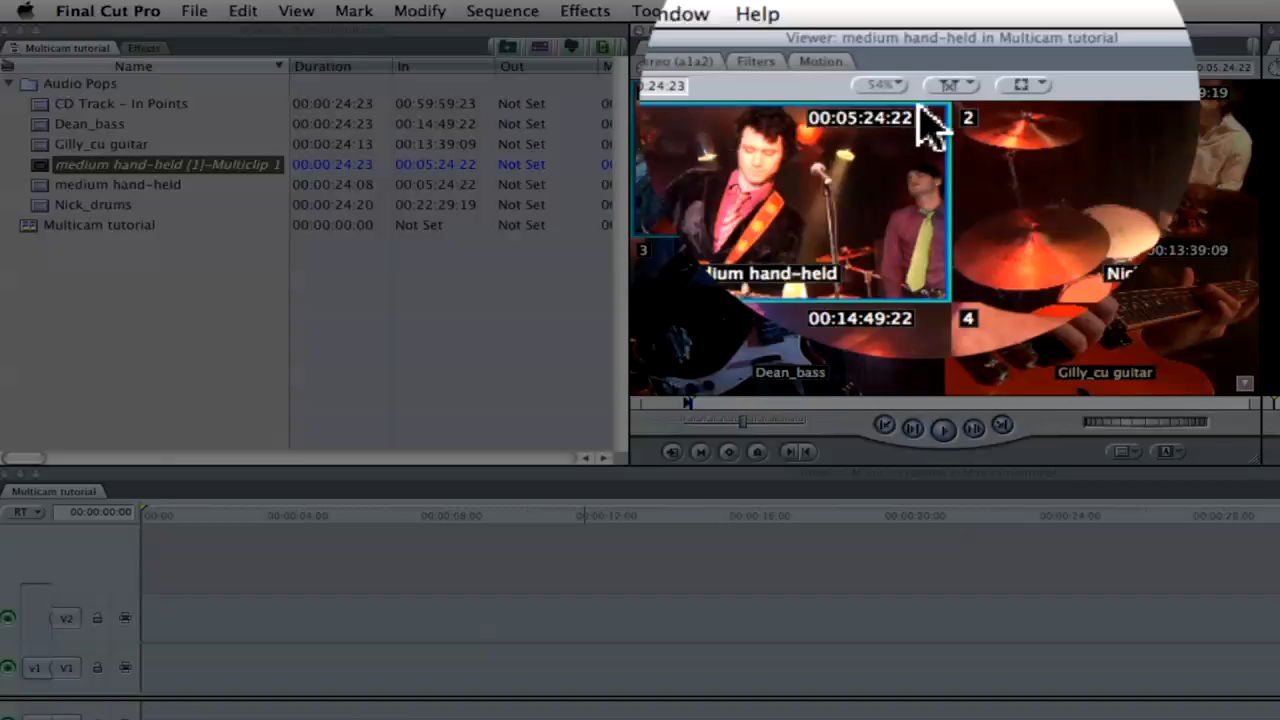 Final Cut Pro File Edit View Mark Modify Sequence Effects Too
ndow Help
Viewer: medium hand-held in Multicam tutorial
Multicam tutorial Effects
(a1a2) Filters Motion
Name Duration In Out M
0:24:23 54% 05:24:22
Audio Pops
CD Track - In Points 00:00:24:23 00:59:59:23 Not Set 00
Dean_bass 00:00:24:23 00:14:49:22 Not Set 00
Gilly_cu guitar 00:00:24:13 00:13:39:09 Not Set 00
medium hand-held [1]-Multiclip 1 00:00:24:23 00:05:24:22 Not Set 00
medium hand-held 00:00:24:08 00:05:24:22 Not Set 00
Nick_drums 00:00:24:20 00:22:29:19 Not Set 00
Multicam tutorial 00:00:00:00 Not Set Not Set 00
00:05:24:22 2 9:19
3 00:13:39:09
dium hand-held Nic
00:14:49:22 4
Dean_bass Gilly_cu guitar
Multicam tutorial
RT 00:00:00:00 00:00 00:00:04:00 00:00:08:00 00:00:12:00 00:00:16:00 00:00:20:00 00:00:28:00
V2
v1 V1